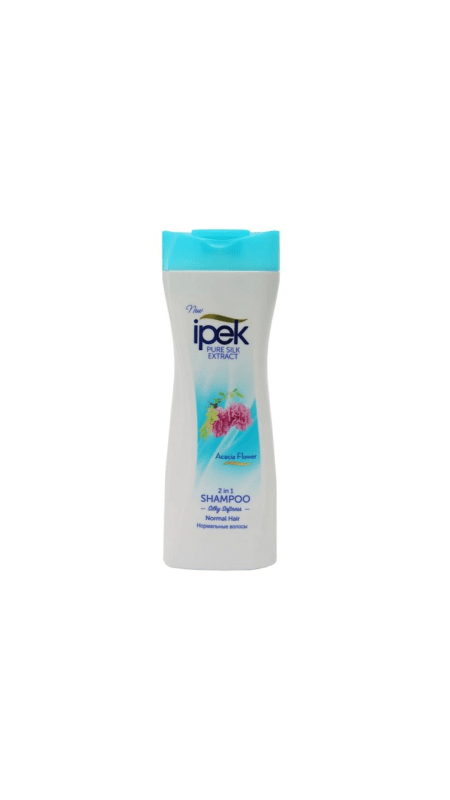 New
ipek
PURE SILK
EXTRACT
Acacia Flower
2 in 1
SHAMPOO
Silky Softness
Normal Hair
Нормальные волосы